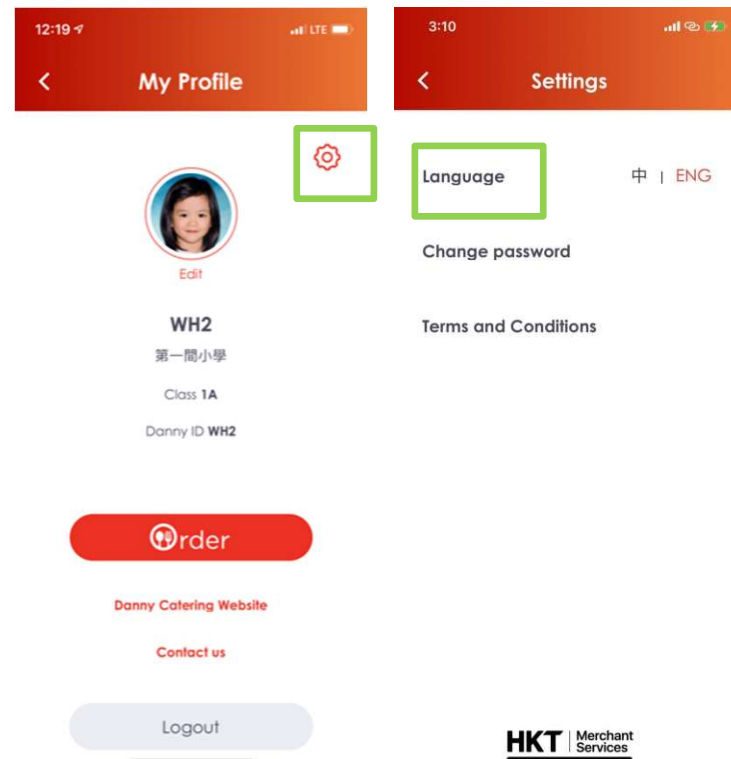 12:19 LTE
My Profile
Edit
WH2
第一間小學
Class 1A
Danny ID WH2
Order
Danny Catering Website
Contact us
Logout
3:10
Settings
Language 中 | ENG
Change password
Terms and Conditions
HKT | Merchant
Services